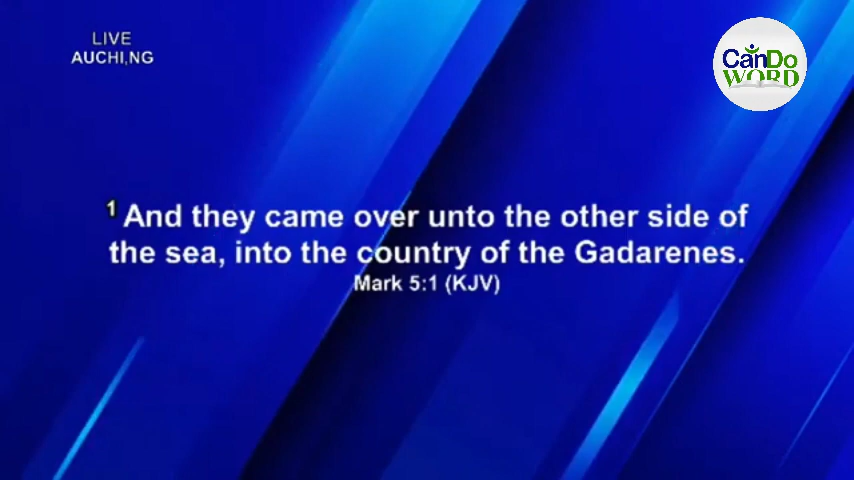 LIVE
AUCHI,NG
CanDo
WORD
1 And they came over unto the other side of
the sea, into the country of the Gadarenes.
Mark 5:1 (KJV)